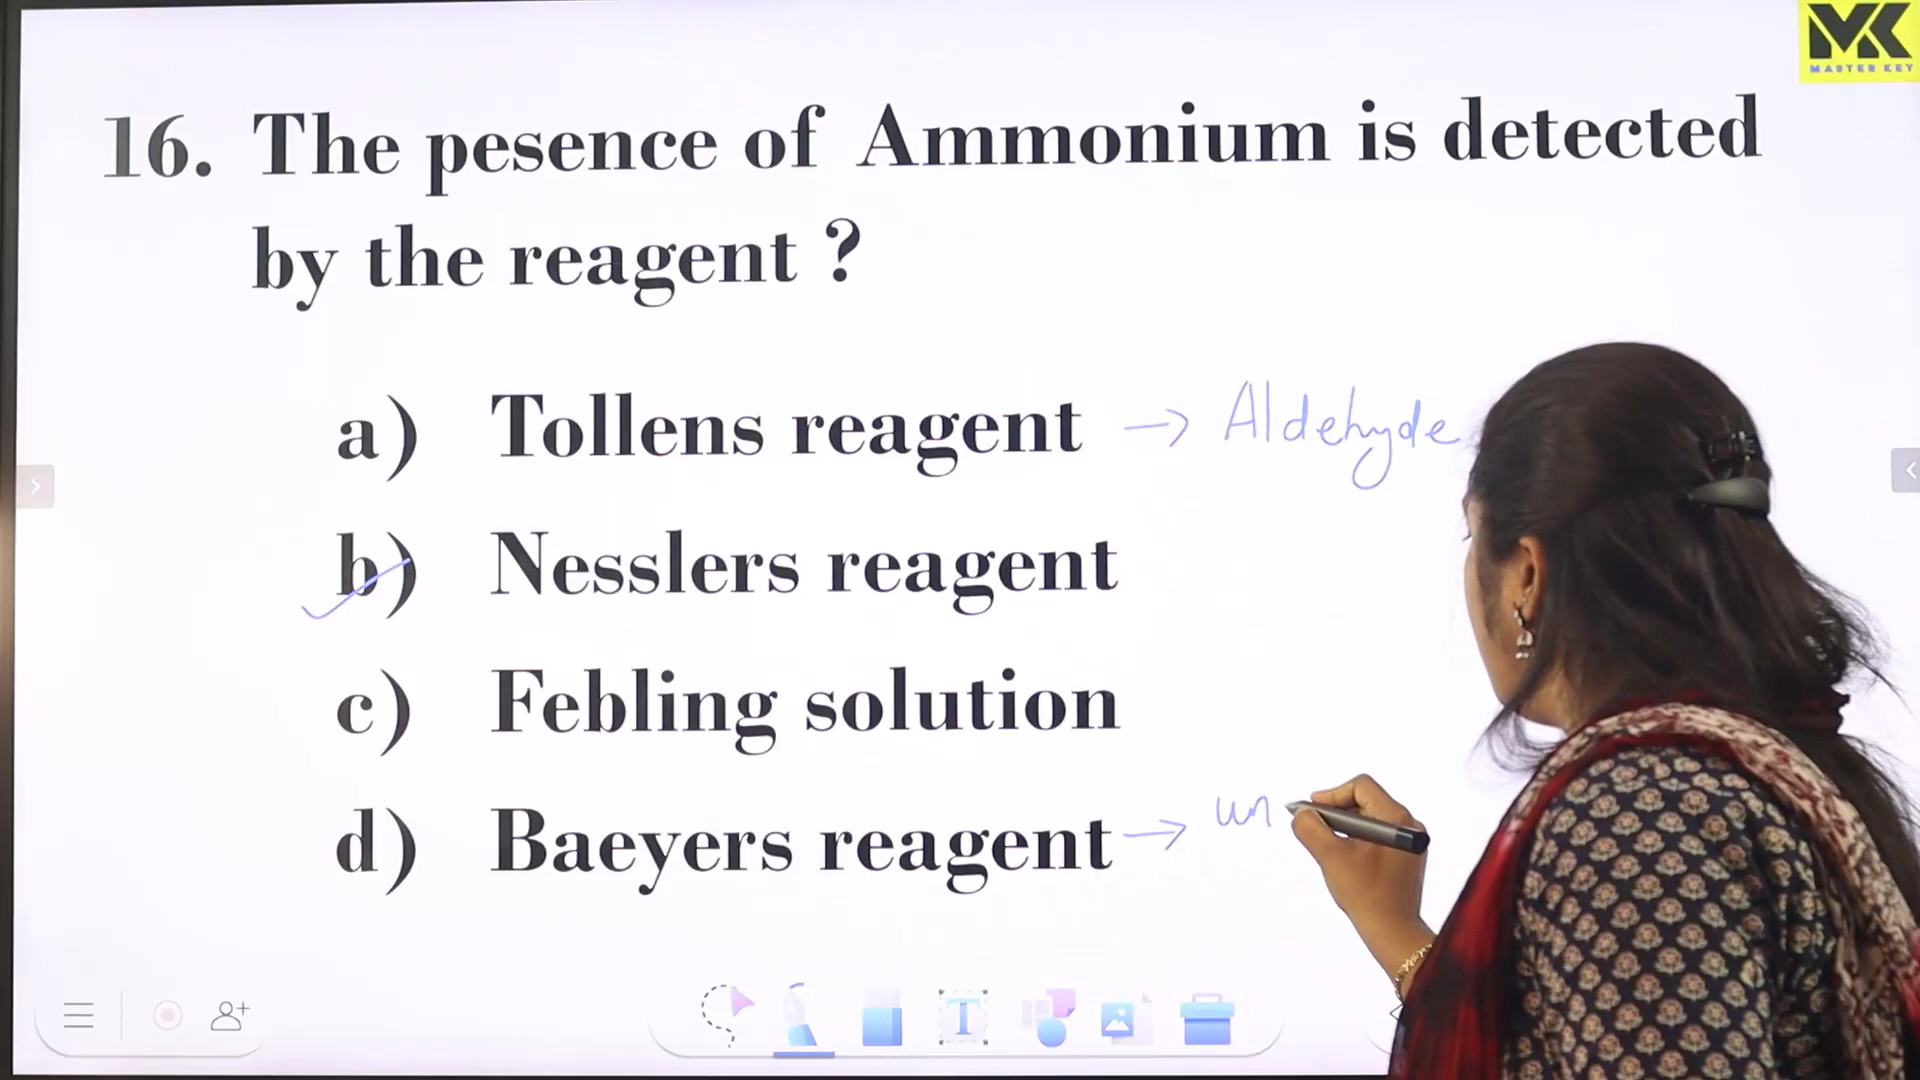 MK
MASTER KEY
16. The pesence of Ammonium is detected
by the reagent ?
a) Tollens reagent → Aldehyde
b) Nesslers reagent
c) Febling solution
d) Baeyers reagent → un
T